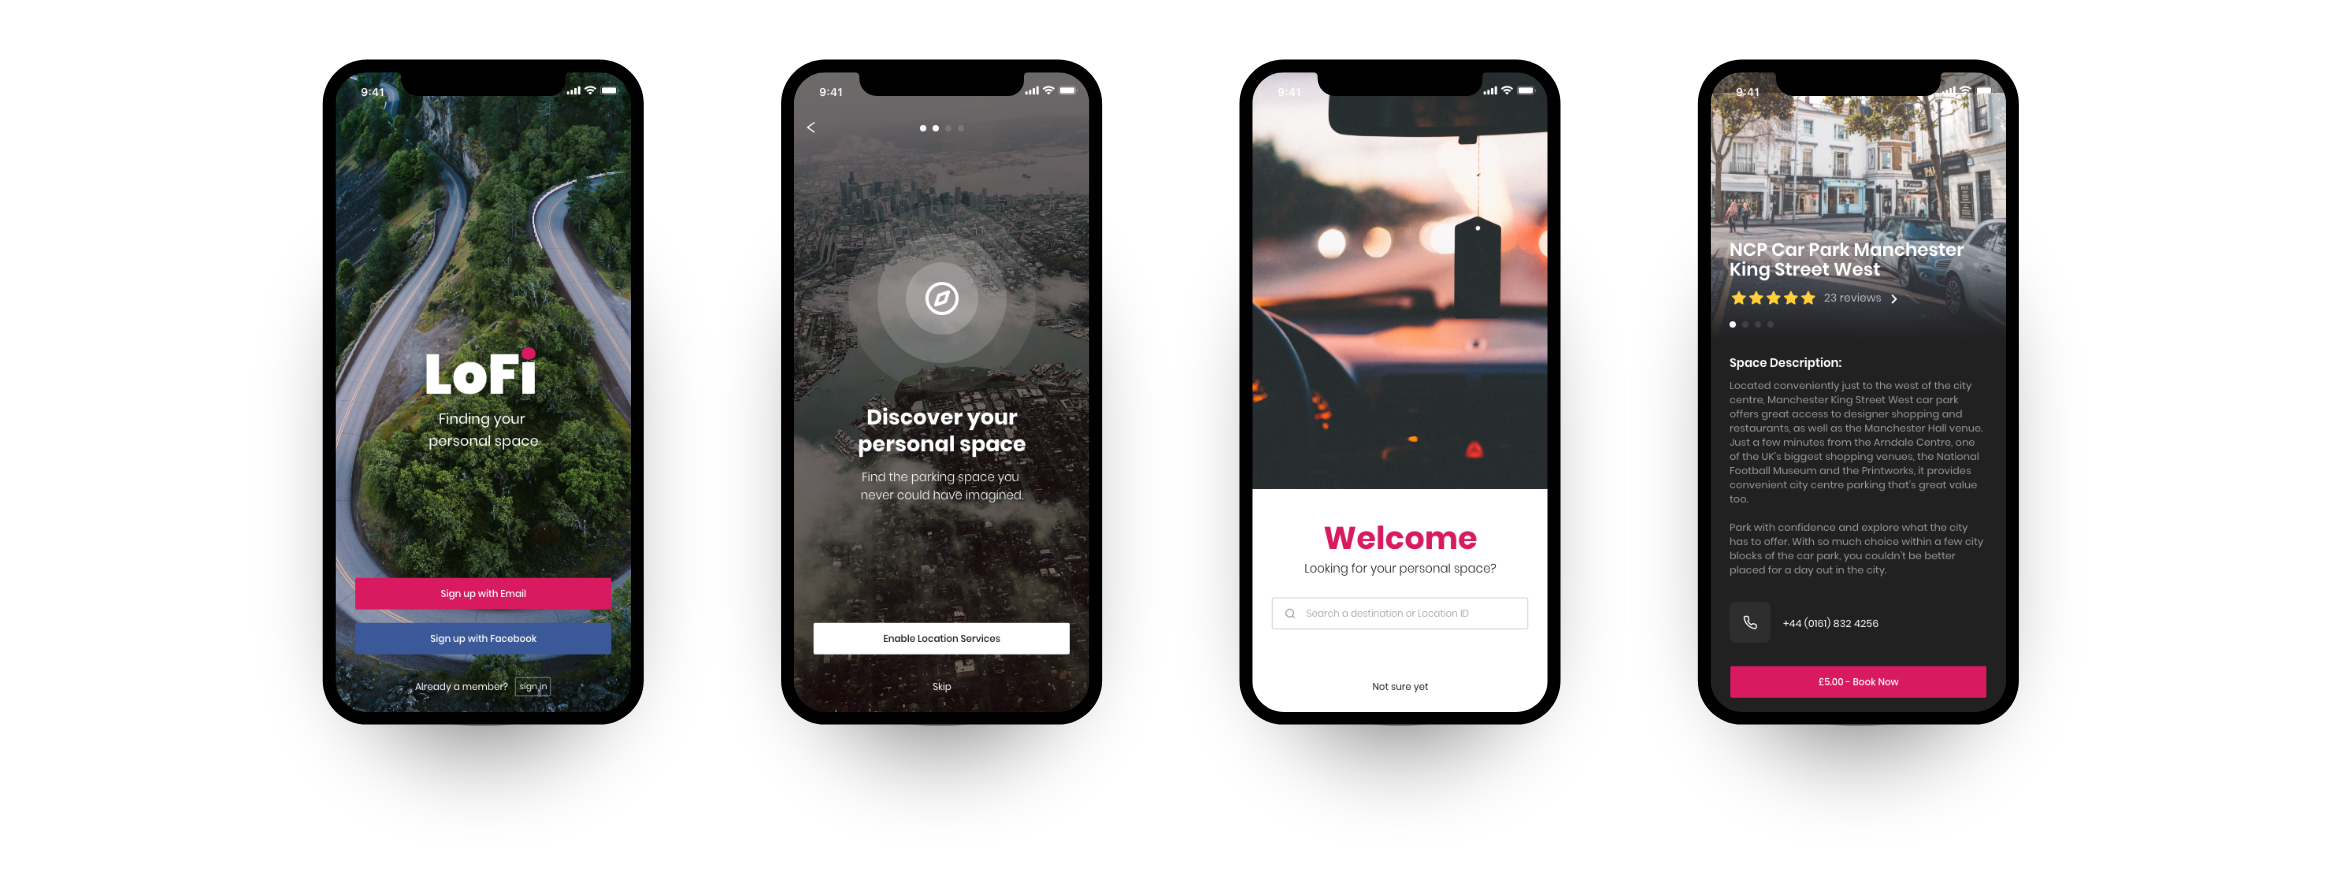 9:41
LoFi
Finding your
personal space
Sign up with Email
Sign up with Facebook
Already a member? sign in
9:41
Discover your
personal space
Find the parking space you
never could have imagined.
Enable Location Services
Skip
9:41
Welcome
Looking for your personal space?
Search a destination or Location ID
Not sure yet
9:41
NCP Car Park Manchester
King Street West
23 reviews
Space Description:
Located conveniently just to the west of the city
centre, Manchester King Street West car park
offers great access to designer shopping and
restaurants, as well as the Manchester Hall venue.
Just a few minutes from the Arndale Centre, one
of the UK's biggest shopping venues, the National
Football Museum and the Printworks, it provides
convenient city centre parking that's great value
too.
Park with confidence and explore what the city
has to offer. With so much choice within a few city
blocks of the car park, you couldn't be better
placed for a day out in the city.
+44 (0161) 832 4256
£5.00 - Book Now